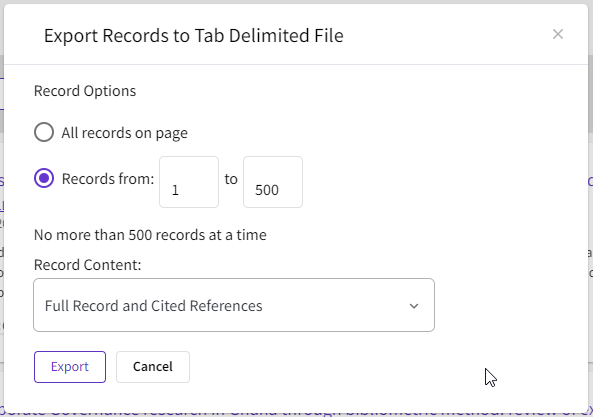 Export Records to Tab Delimited File
Record Options
All records on page
Records from: 1 to 500
No more than 500 records at a time
Record Content:
Full Record and Cited References
Export Cancel